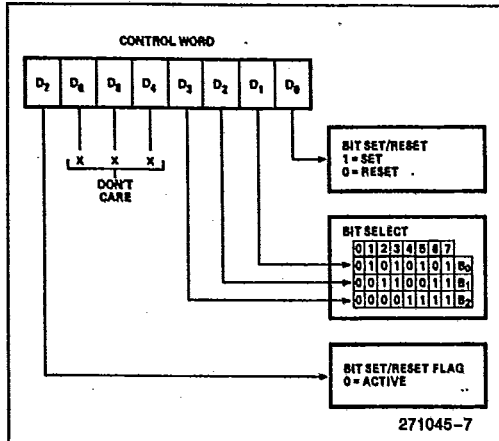 CONTROL WORD
D7 D6 D5 D4 D3 D2 D1 D0
X X X
DON'T
CARE
BIT SET/RESET
1 = SET
0 = RESET
BIT SELECT
0 1 2 3 4 5 6 7
0 1 0 1 0 1 0 1 B0
0 0 1 1 0 0 1 1 B1
0 0 0 0 1 1 1 1 B2
BIT SET/RESET FLAG
0 = ACTIVE
271045-7